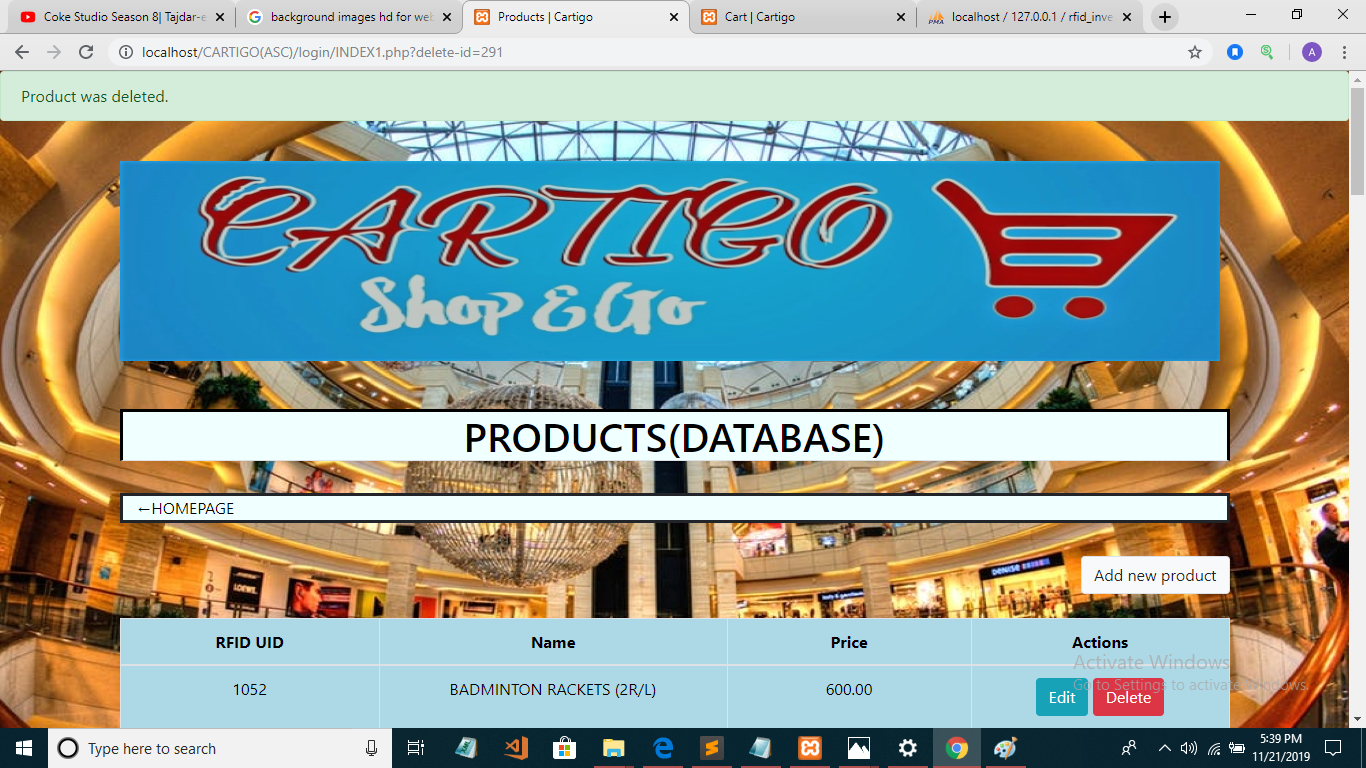 Coke Studio Season 8| Tajdar-e
background images hd for web
Products | Cartigo
Cart | Cartigo
localhost / 127.0.0.1 / rfid_inve
localhost/CARTIGO(ASC)/login/INDEX1.php?delete-id=291
A
Product was deleted.
CARTIGO
Shop & Go
PRODUCTS(DATABASE)
←HOMEPAGE
LOEWE
DENISE
Add new product
RFID UID Name Price Actions
Activate Windows
Go to Settings to activate Windows.
1052 BADMINTON RACKETS (2R/L) 600.00 Edit Delete
Type here to search
5:39 PM
11/21/2019